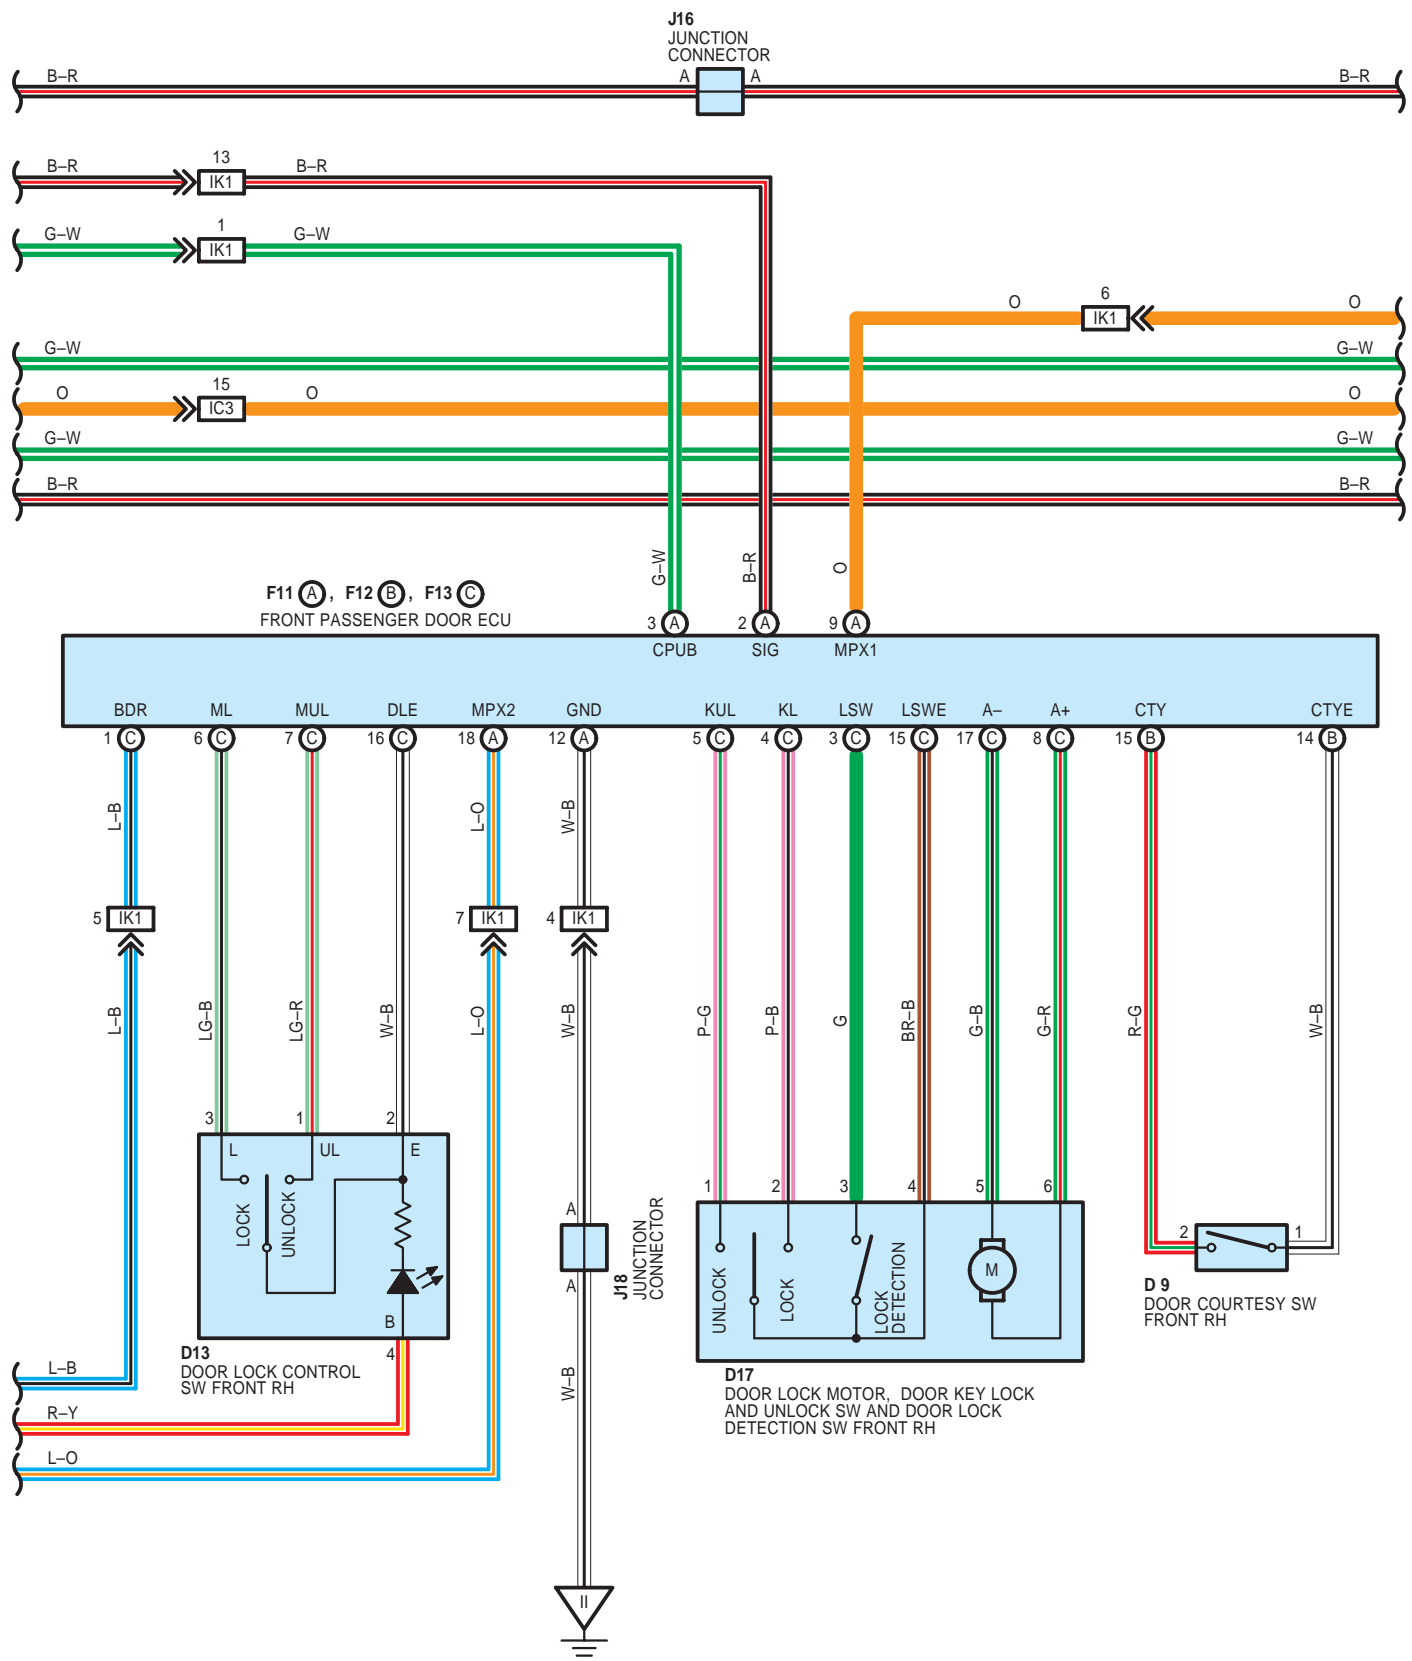 J16
JUNCTION
CONNECTOR
B–R A A B–R
13
B–R IK1 B–R
1
G–W IK1 G–W
6
O IK1 O
G–W G–W
15
O IC3 O O
G–W G–W
B–R B–R
G–W B–R O
F11 A , F12 B , F13 C
FRONT PASSENGER DOOR ECU
3 A 2 A 9 A
CPUB SIG MPX1
BDR ML MUL DLE MPX2 GND KUL KL LSW LSWE A– A+ CTY CTYE
1 C 6 C 7 C 16 C 18 A 12 A 5 C 4 C 3 C 15 C 17 C 8 C 15 B 14 B
L–B L–O W–B
5 IK1 7 IK1 4 IK1
L–B LG–B LG–R W–B L–O W–B P–G P–B G BR–B G–B G–R R–G W–B
3 1 2
L UL E
LOCK UNLOCK
B
4
D13
DOOR LOCK CONTROL
SW FRONT RH
A
A
J18
JUNCTION
CONNECTOR
1 2 3 4 5 6
UNLOCK LOCK
LOCK
DETECTION
M
D17
DOOR LOCK MOTOR, DOOR KEY LOCK
AND UNLOCK SW AND DOOR LOCK
DETECTION SW FRONT RH
2 1
D 9
DOOR COURTESY SW
FRONT RH
L–B
R–Y
L–O
W–B
II